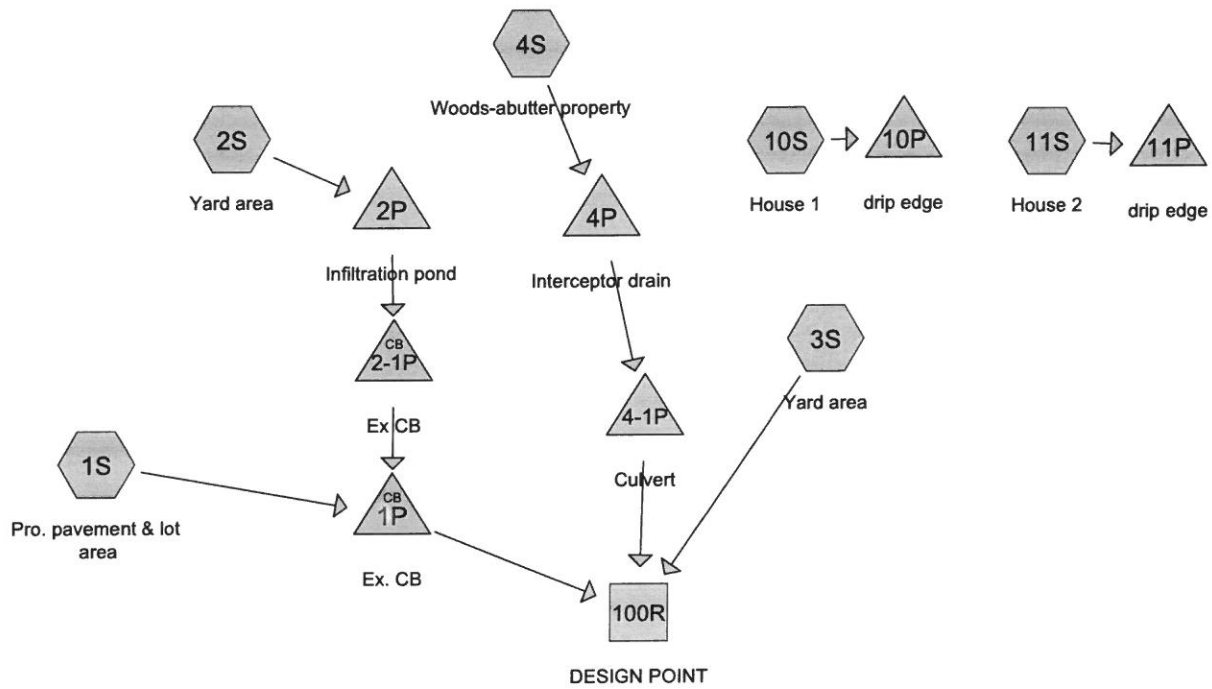 4S
Woods-abutter property
2S
Yard area
10S
House 1
10P
drip edge
11S
House 2
11P
drip edge
2P
Infiltration pond
4P
Interceptor drain
CB
2-1P
Ex CB
3S
Yard area
4-1P
Culvert
1S
Pro. pavement & lot
area
CB
1P
Ex. CB
100R
DESIGN POINT